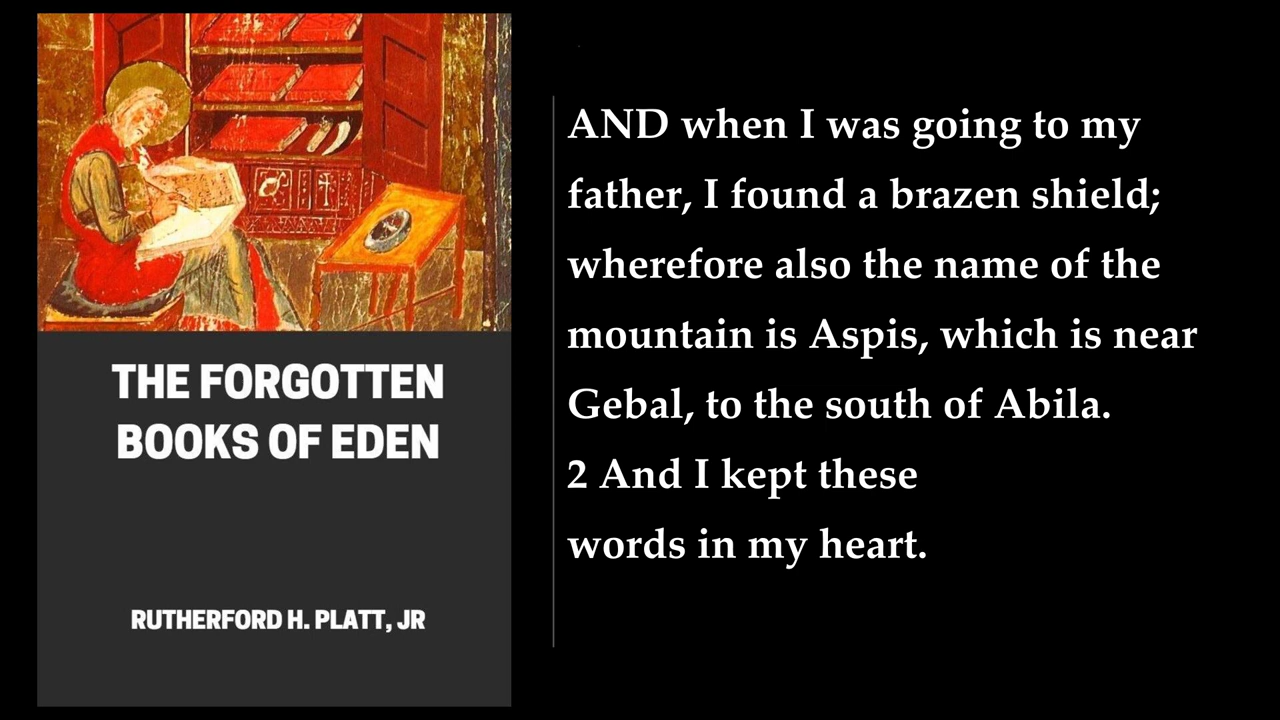 THE FORGOTTEN
BOOKS OF EDEN
RUTHERFORD H. PLATT, JR
AND when I was going to my
father, I found a brazen shield;
wherefore also the name of the
mountain is Aspis, which is near
Gebal, to the south of Abila.
2 And I kept these
words in my heart.